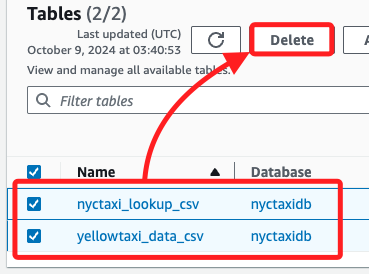 Tables (2/2)
Last updated (UTC)
October 9, 2024 at 03:40:53
Delete
View and manage all available tables.
Filter tables
Name Database
nyctaxi_lookup_csv nyctaxidb
yellowtaxi_data_csv nyctaxidb